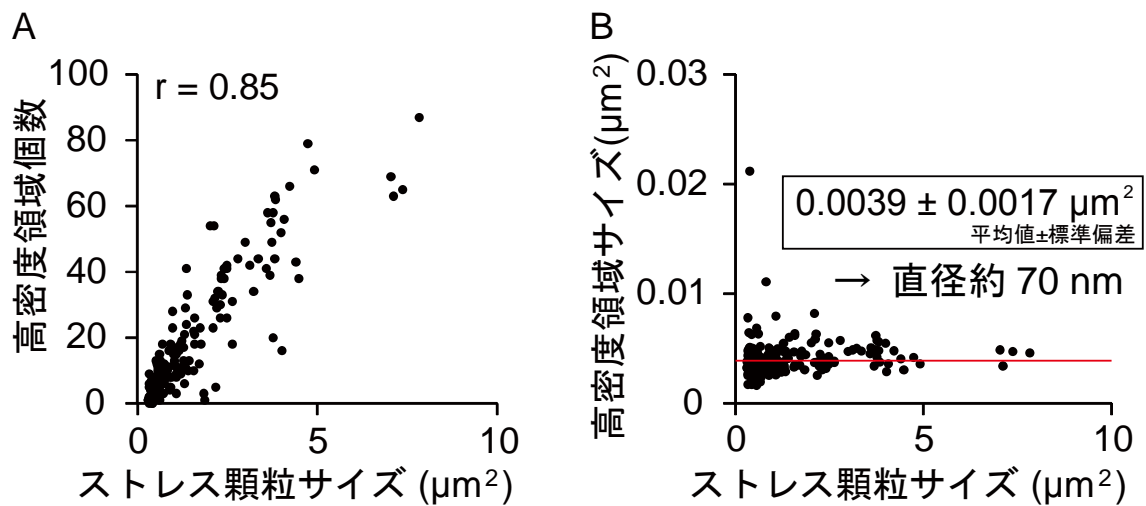 A
r = 0.85
高密度領域個数
100
80
60
40
20
0
0
5
10
ストレス顆粒サイズ (μm²)
B
高密度領域サイズ(μm²)
0.03
0.02
0.01
0
0.0039 ± 0.0017 μm²
平均値±標準偏差
→ 直径約 70 nm
0
5
10
ストレス顆粒サイズ (μm²)